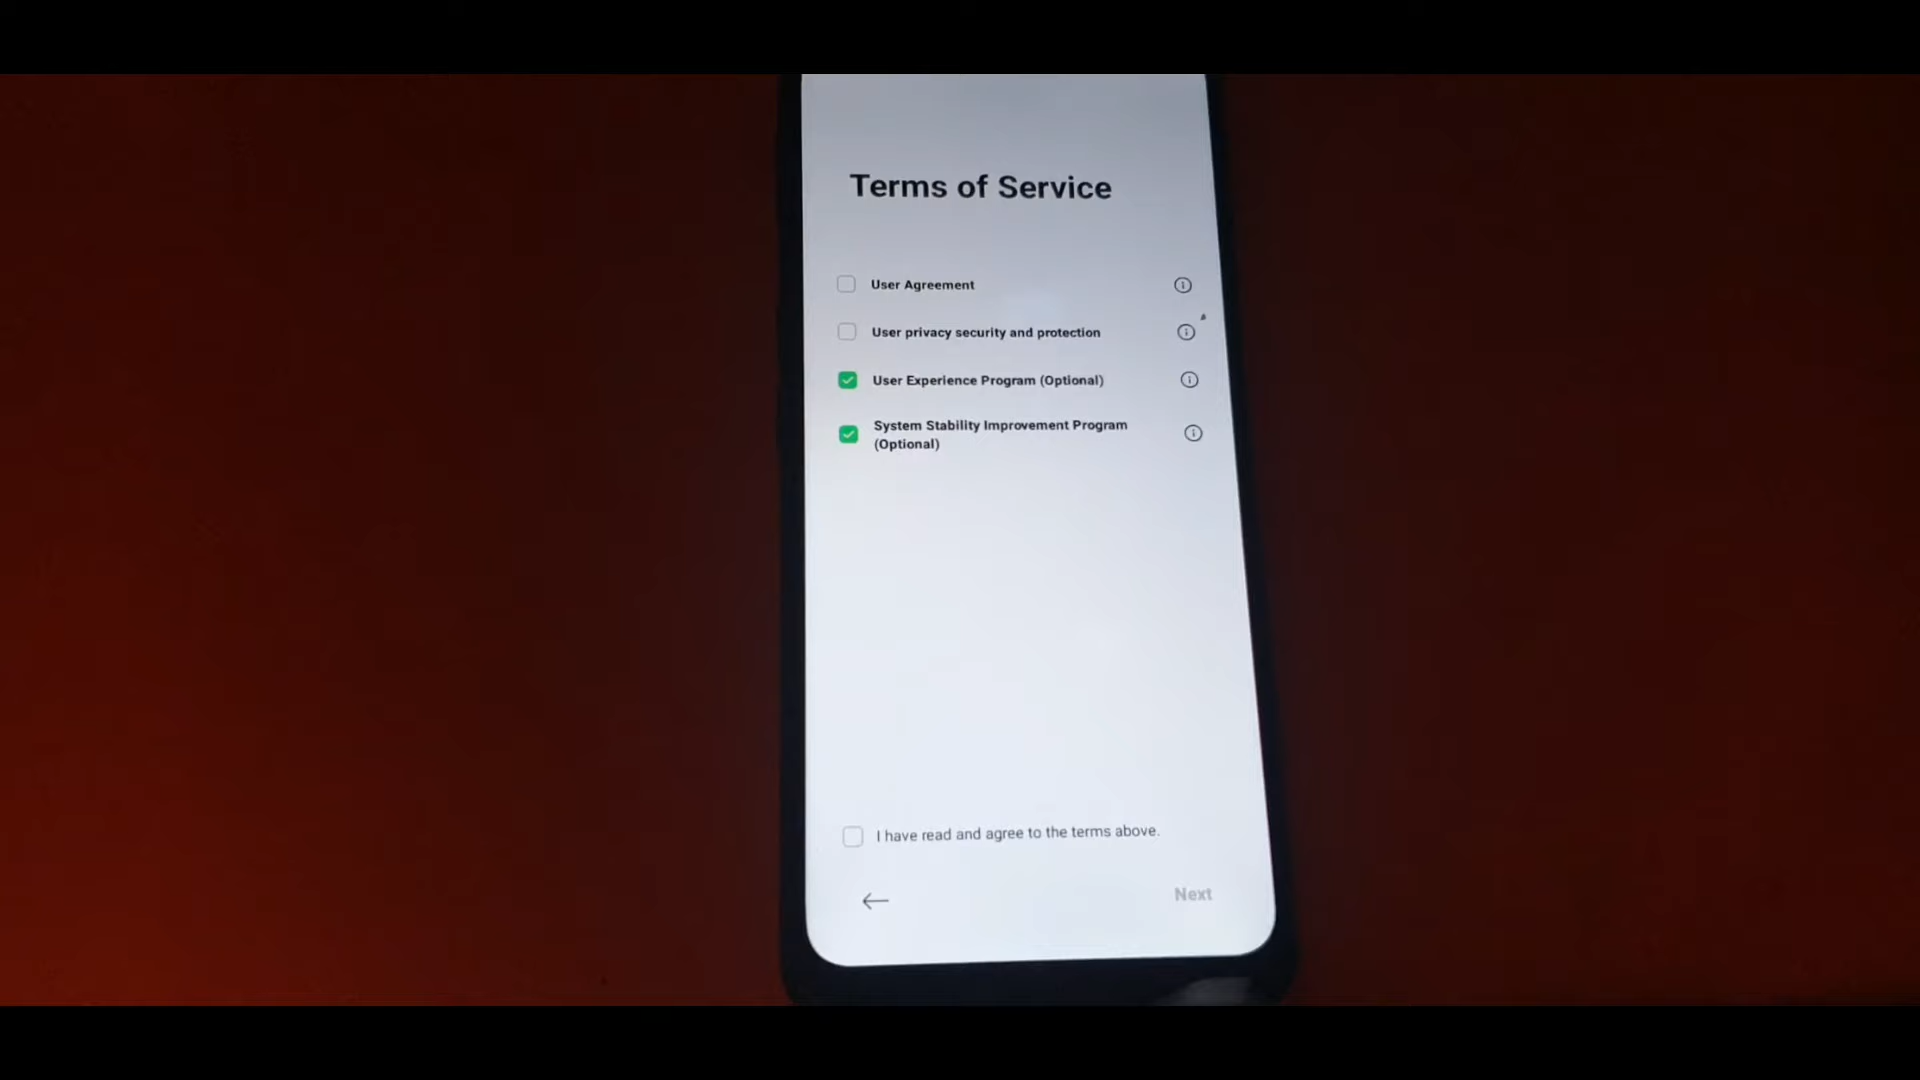 Terms of Service
User Agreement
User privacy security and protection
User Experience Program (Optional)
System Stability Improvement Program
(Optional)
I have read and agree to the terms above.
Next